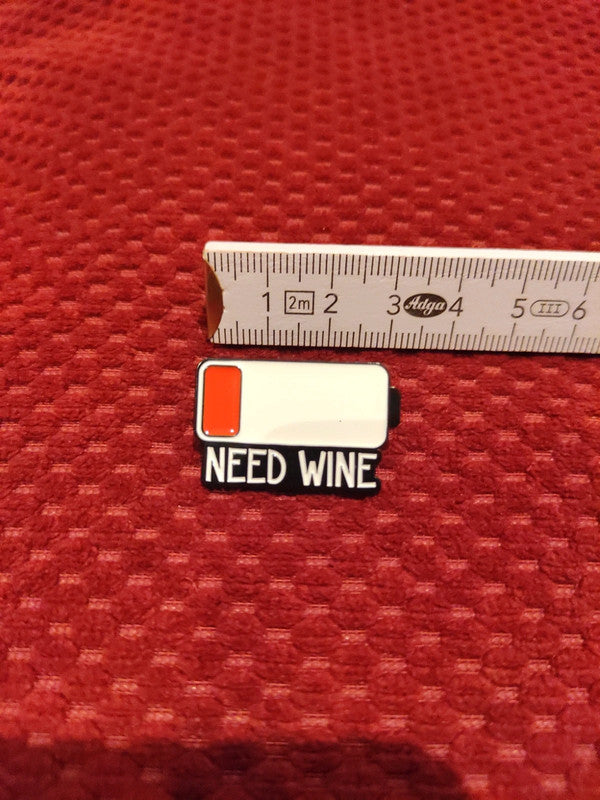 1 2m 2 3 Adga 4 5 III 6
NEED WINE